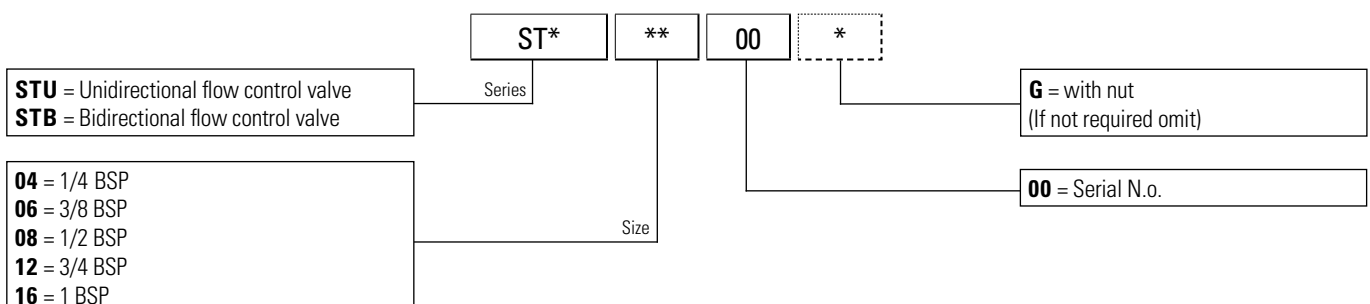 ST* ** 00 *
STU = Unidirectional flow control valve
STB = Bidirectional flow control valve
Series
G = with nut
(If not required omit)
04 = 1/4 BSP
06 = 3/8 BSP
08 = 1/2 BSP
12 = 3/4 BSP
16 = 1 BSP
Size
00 = Serial N.o.